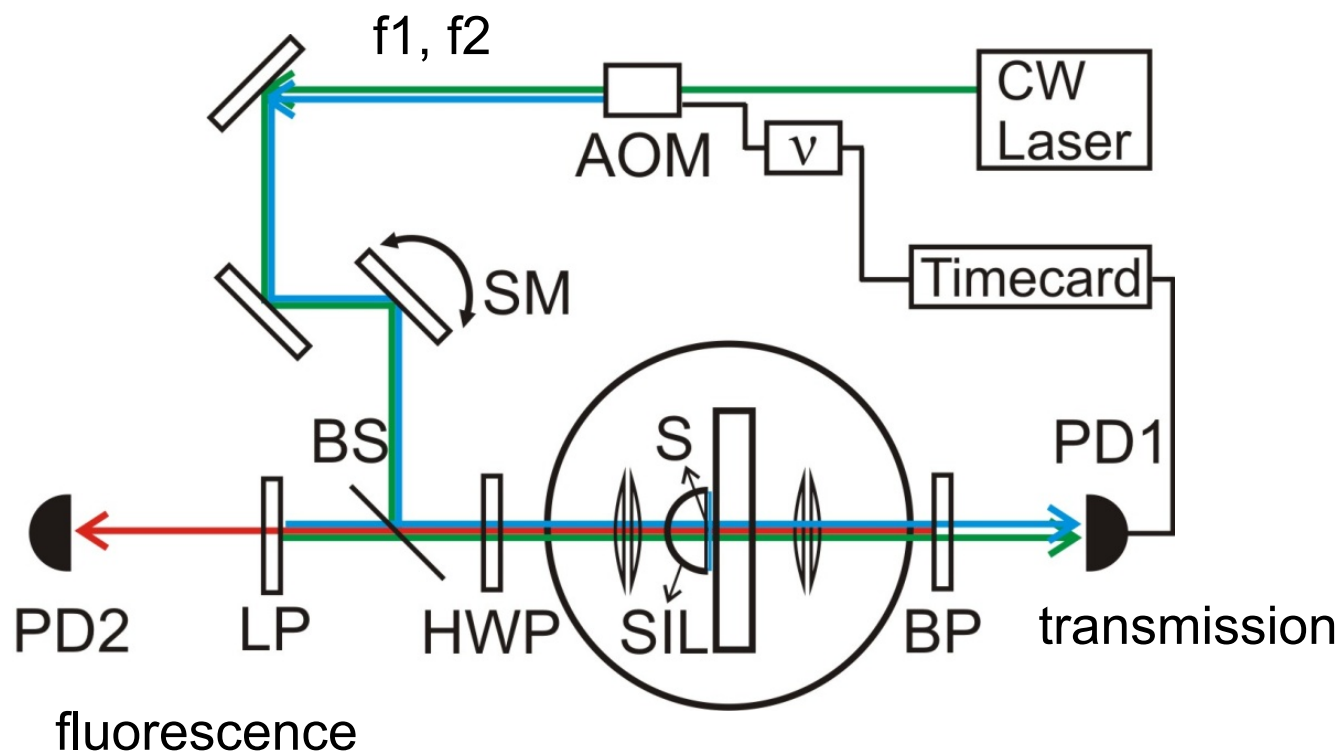 f1, f2
CW
Laser
AOM
ν
Timecard
SM
BS
S
PD1
PD2
LP
HWP
SIL
BP
transmission
fluorescence